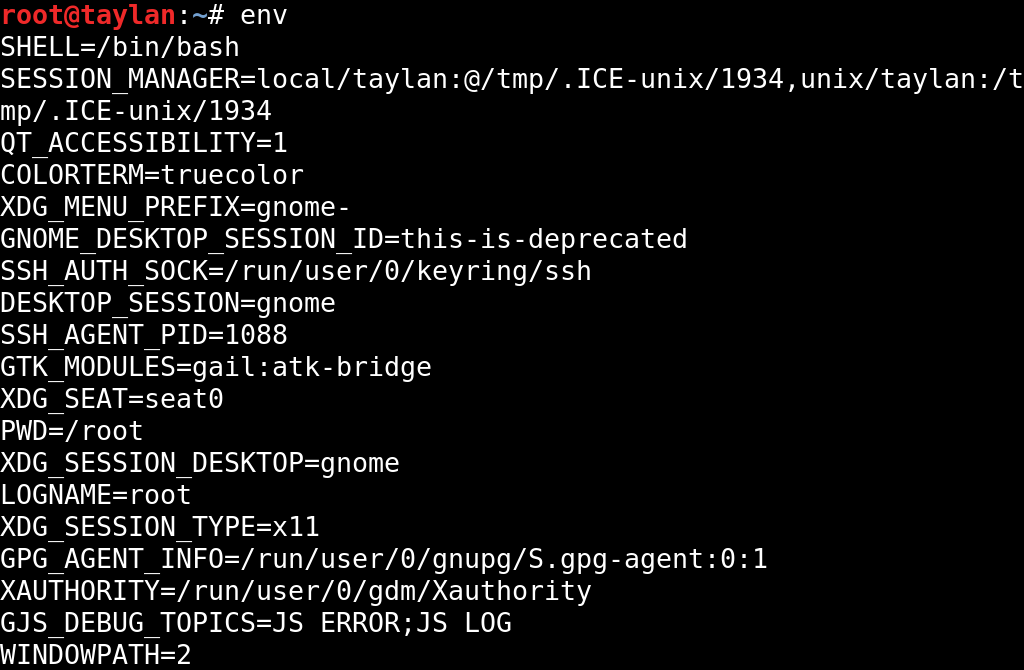 root@taylan:~# env
SHELL=/bin/bash
SESSION_MANAGER=local/taylan:@/tmp/.ICE-unix/1934,unix/taylan:/t
mp/.ICE-unix/1934
QT_ACCESSIBILITY=1
COLORTERM=truecolor
XDG_MENU_PREFIX=gnome-
GNOME_DESKTOP_SESSION_ID=this-is-deprecated
SSH_AUTH_SOCK=/run/user/0/keyring/ssh
DESKTOP_SESSION=gnome
SSH_AGENT_PID=1088
GTK_MODULES=gail:atk-bridge
XDG_SEAT=seat0
PWD=/root
XDG_SESSION_DESKTOP=gnome
LOGNAME=root
XDG_SESSION_TYPE=x11
GPG_AGENT_INFO=/run/user/0/gnupg/S.gpg-agent:0:1
XAUTHORITY=/run/user/0/gdm/Xauthority
GJS_DEBUG_TOPICS=JS ERROR;JS LOG
WINDOWPATH=2